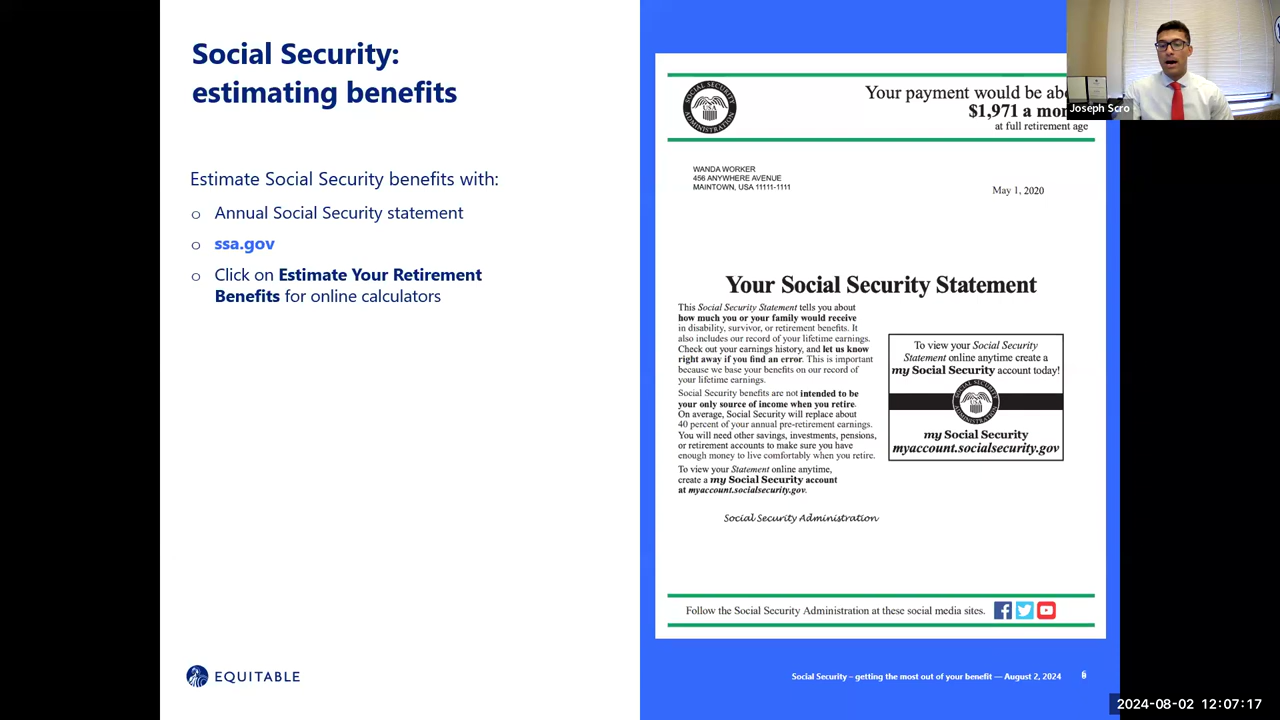 Social Security:
estimating benefits
Estimate Social Security benefits with:
o Annual Social Security statement
o ssa.gov
o Click on Estimate Your Retirement
Benefits for online calculators
EQUITABLE
SOCIAL SECURITY ADMINISTRATION
USA
Your payment would be abo
$1,971 a mon
at full retirement age
WANDA WORKER
456 ANYWHERE AVENUE
MAINTOWN, USA 11111-1111
May 1, 2020
Your Social Security Statement
This Social Security Statement tells you about
how much you or your family would receive
in disability, survivor, or retirement benefits. It
also includes our record of your lifetime earnings.
Check out your earnings history, and let us know
right away if you find an error. This is important
because we base your benefits on our record of
your lifetime earnings.
Social Security benefits are not intended to be
your only source of income when you retire.
On average, Social Security will replace about
40 percent of your annual pre-retirement earnings.
You will need other savings, investments, pensions,
or retirement accounts to make sure you have
enough money to live comfortably when you retire.
To view your Statement online anytime,
create a my Social Security account
at myaccount.socialsecurity.gov.
Social Security Administration
To view your Social Security
Statement online anytime create a
my Social Security account today!
SOCIAL SECURITY ADMINISTRATION
USA
my Social Security
myaccount.socialsecurity.gov
Follow the Social Security Administration at these social media sites.
Social Security – getting the most out of your benefit — August 2, 2024
Joseph Scro
2024-08-02 12:07:17